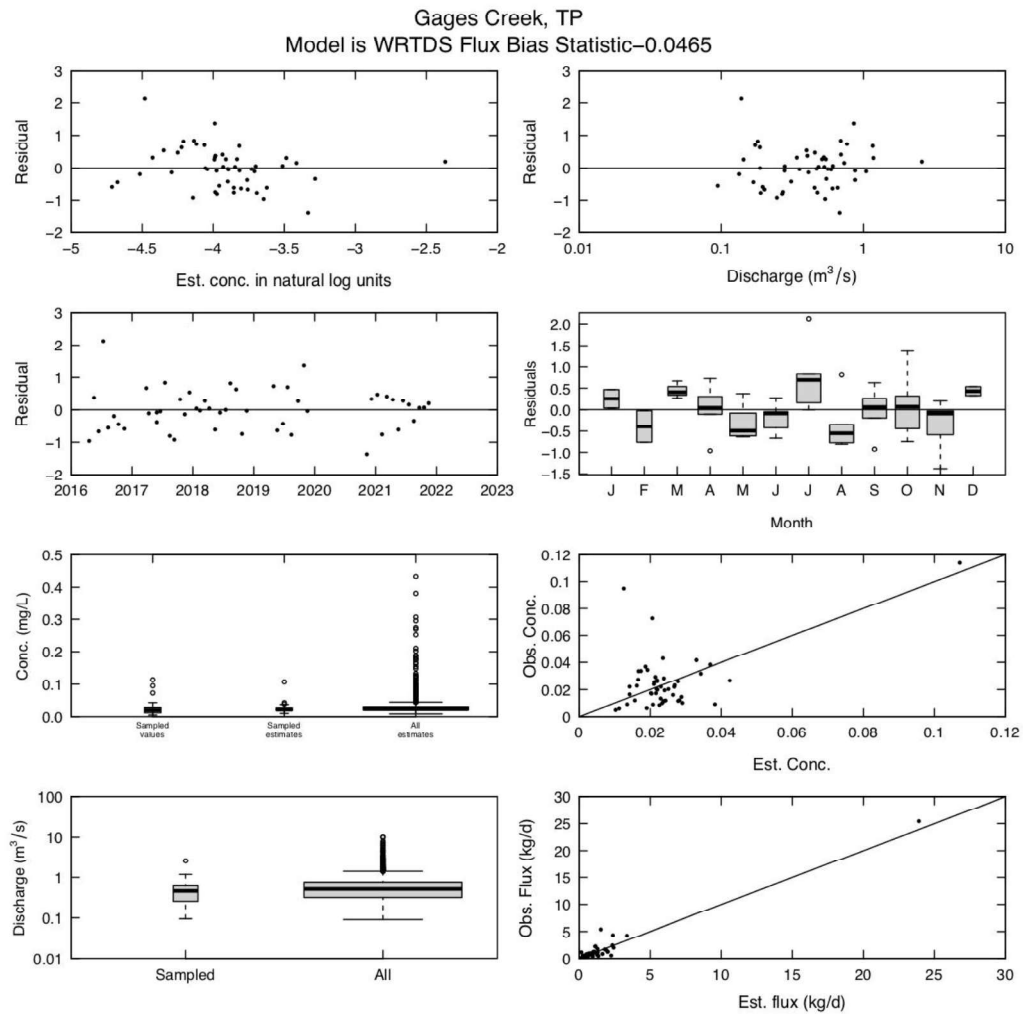 Gages Creek, TP
Model is WRTDS Flux Bias Statistic−0.0465
3
2
1
0
−1
−2
Residual
−5 −4.5 −4 −3.5 −3 −2.5 −2
Est. conc. in natural log units
3
2
1
0
−1
−2
Residual
0.01 0.1 1 10
Discharge (m³/s)
3
2
1
0
−1
−2
Residual
2016 2017 2018 2019 2020 2021 2022 2023
2.0
1.5
1.0
0.5
0.0
−0.5
−1.0
−1.5
Residuals
J F M A M J J A S O N D
Month
0.5
0.4
0.3
0.2
0.1
0.0
Conc. (mg/L)
Sampled values
Sampled estimates
All estimates
0.12
0.1
0.08
0.06
0.04
0.02
0
Obs. Conc.
0 0.02 0.04 0.06 0.08 0.1 0.12
Est. Conc.
100
10
1
0.1
0.01
Discharge (m³/s)
Sampled All
30
25
20
15
10
5
0
Obs. Flux (kg/d)
0 5 10 15 20 25 30
Est. flux (kg/d)